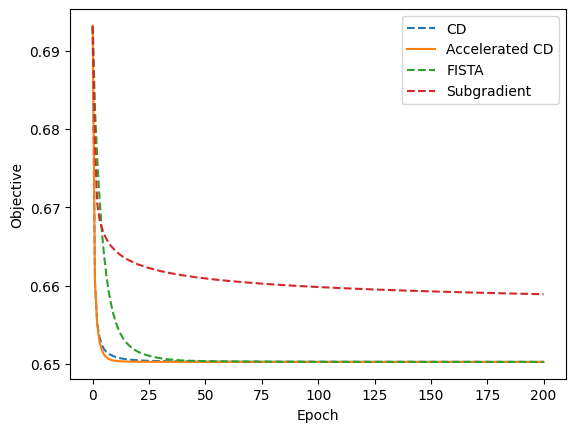 CD
Accelerated CD
FISTA
Subgradient
Objective
0.69
0.68
0.67
0.66
0.65
0 25 50 75 100 125 150 175 200
Epoch